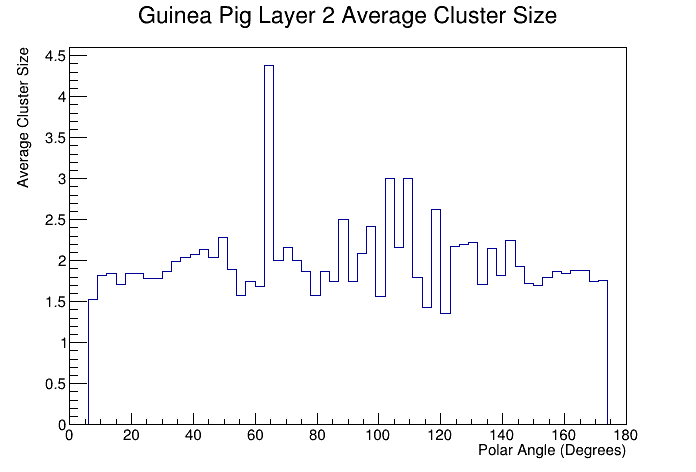 Guinea Pig Layer 2 Average Cluster Size
Average Cluster Size
4.5
4
3.5
3
2.5
2
1.5
1
0.5
0
0 20 40 60 80 100 120 140 160 180
Polar Angle (Degrees)